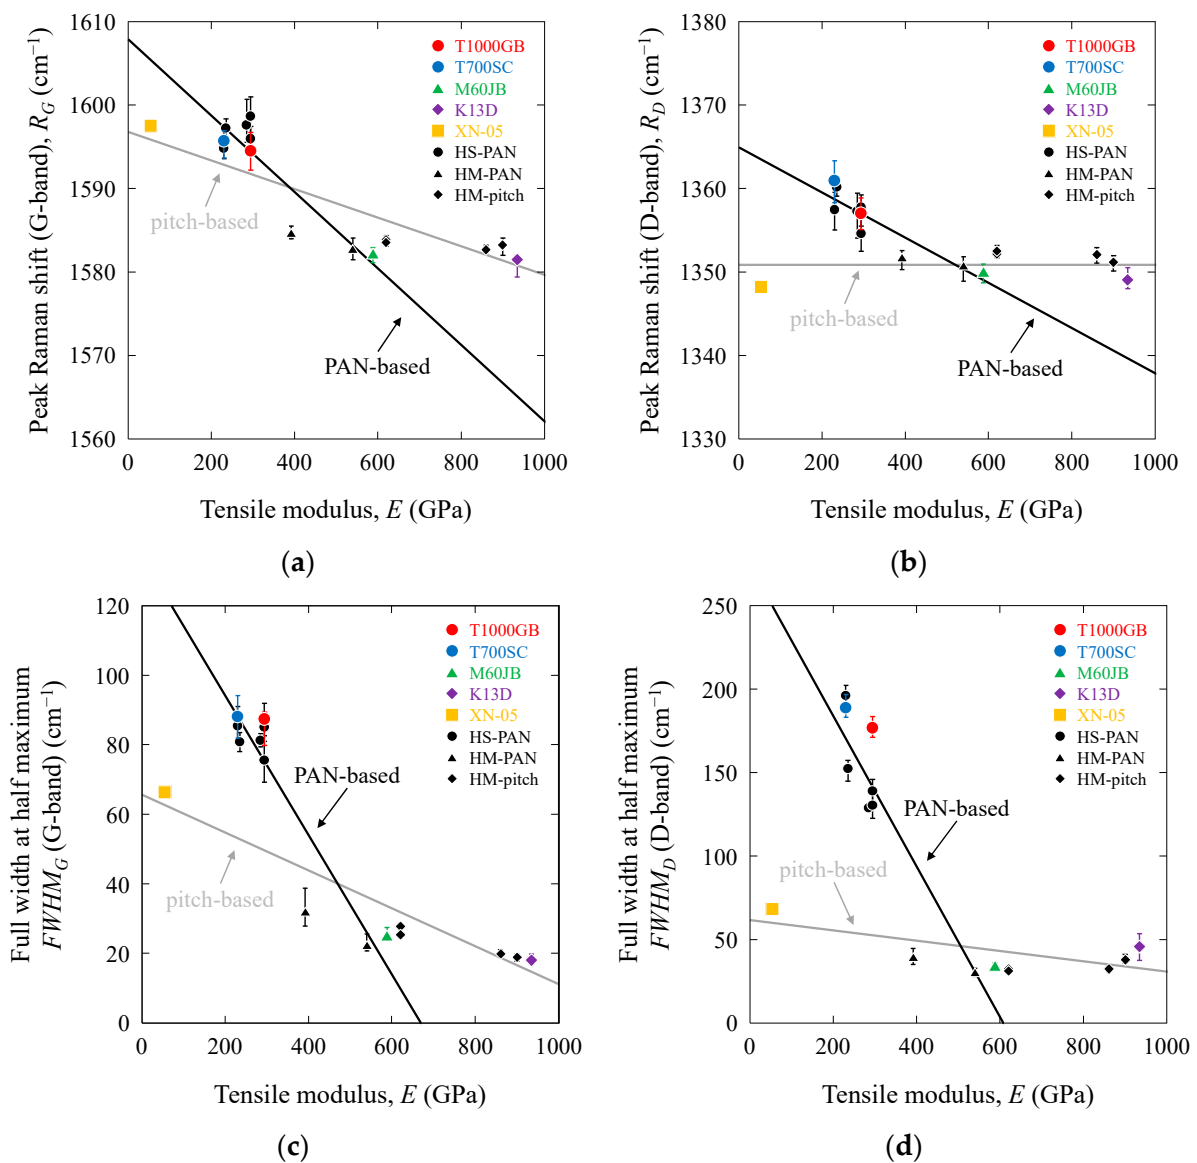 Peak Raman shift (G-band), R_G (cm⁻¹)
1610
1600
1590
1580
1570
1560
T1000GB
T700SC
M60JB
K13D
XN-05
HS-PAN
HM-PAN
HM-pitch
pitch-based
PAN-based
0 200 400 600 800 1000
Tensile modulus, E (GPa)
(a)
Peak Raman shift (D-band), R_D (cm⁻¹)
1380
1370
1360
1350
1340
1330
T1000GB
T700SC
M60JB
K13D
XN-05
HS-PAN
HM-PAN
HM-pitch
pitch-based
PAN-based
0 200 400 600 800 1000
Tensile modulus, E (GPa)
(b)
Full width at half maximum
FWHM_G (G-band) (cm⁻¹)
120
100
80
60
40
20
0
T1000GB
T700SC
M60JB
K13D
XN-05
HS-PAN
HM-PAN
HM-pitch
PAN-based
pitch-based
0 200 400 600 800 1000
Tensile modulus, E (GPa)
(c)
Full width at half maximum
FWHM_D (D-band) (cm⁻¹)
250
200
150
100
50
0
T1000GB
T700SC
M60JB
K13D
XN-05
HS-PAN
HM-PAN
HM-pitch
PAN-based
pitch-based
0 200 400 600 800 1000
Tensile modulus, E (GPa)
(d)